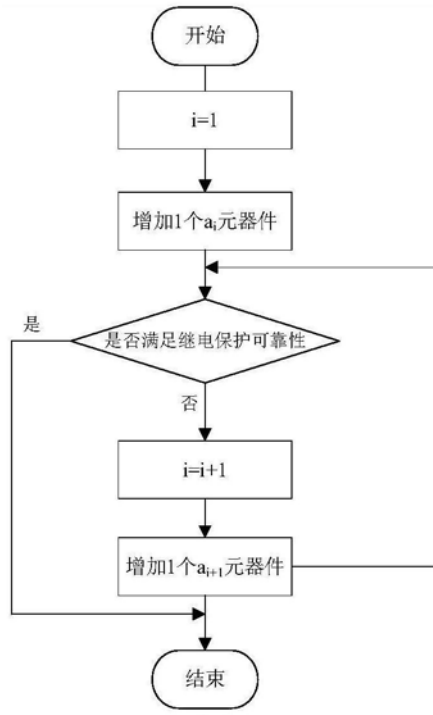 开始
i=1
增加1个aᵢ元器件
是
是否满足继电保护可靠性
否
i=i+1
增加1个aᵢ₊₁元器件
结束